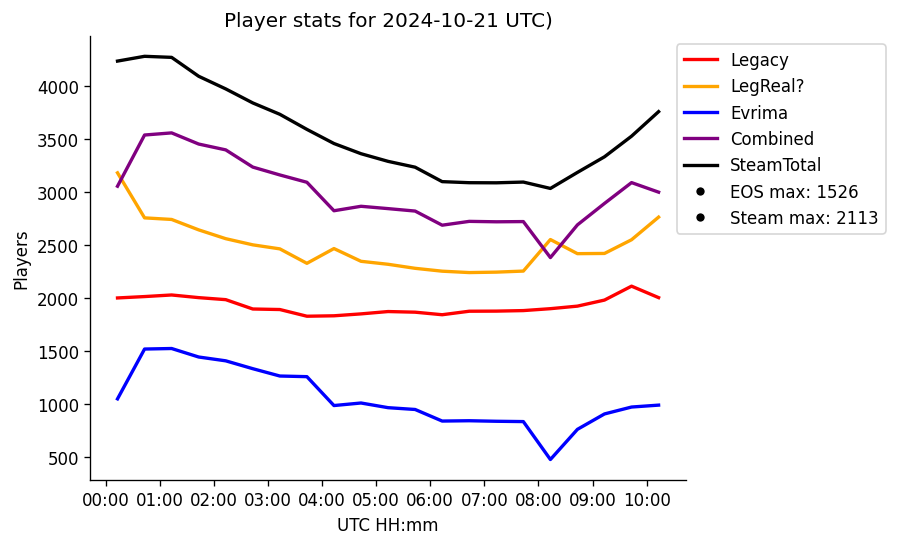 Player stats for 2024-10-21 UTC)
Legacy
LegReal?
Evrima
Combined
SteamTotal
EOS max: 1526
Steam max: 2113
Players
4000
3500
3000
2500
2000
1500
1000
500
00:00 01:00 02:00 03:00 04:00 05:00 06:00 07:00 08:00 09:00 10:00
UTC HH:mm